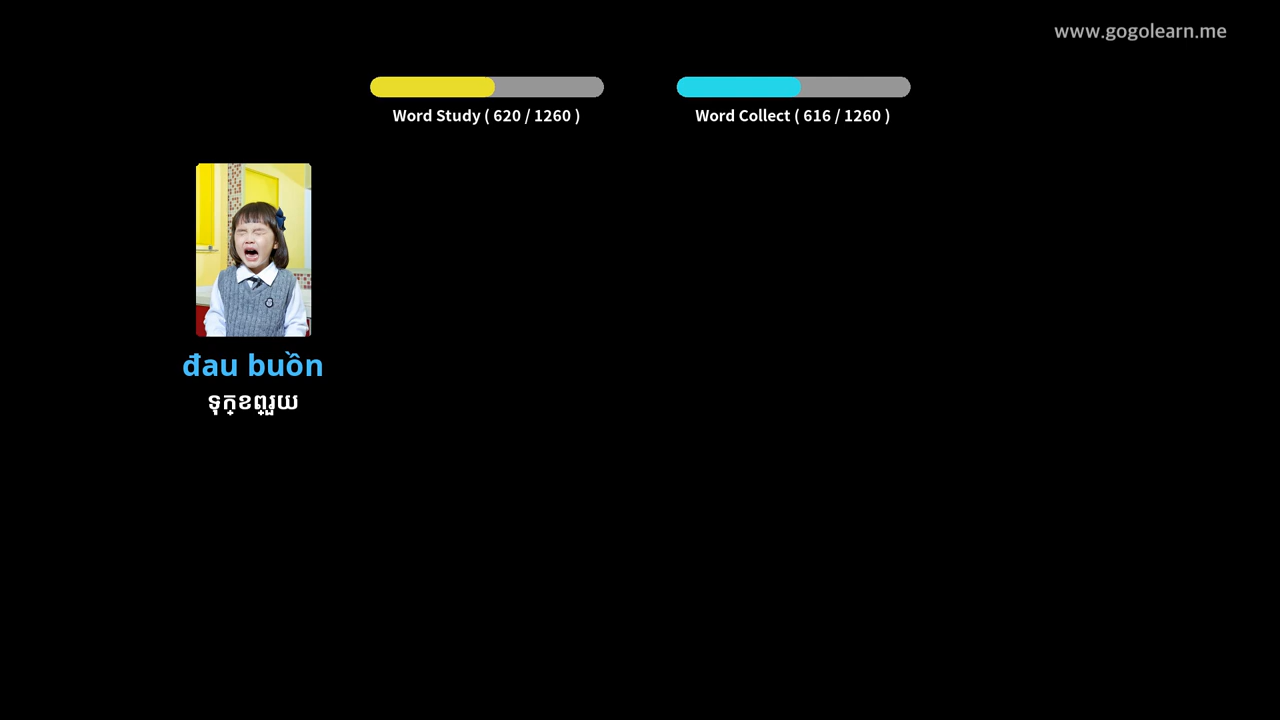 www.gogolearn.me
Word Study ( 620 / 1260 )
Word Collect ( 616 / 1260 )
đau buồn
ទុក្ខព្រួយ